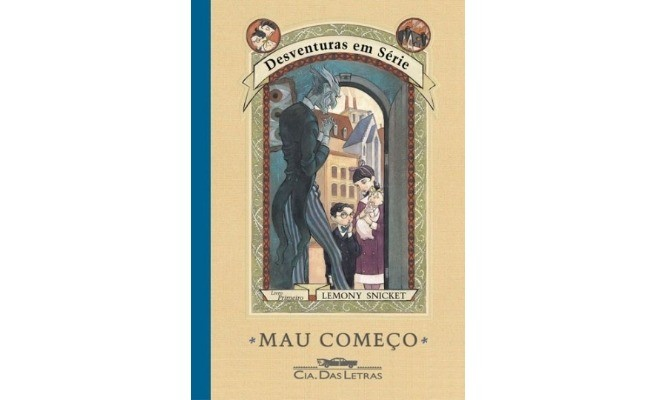 Desventuras em Série
Livro Primeiro
LEMONY SNICKET
*MAU COMEÇO*
CIA. DAS LETRAS